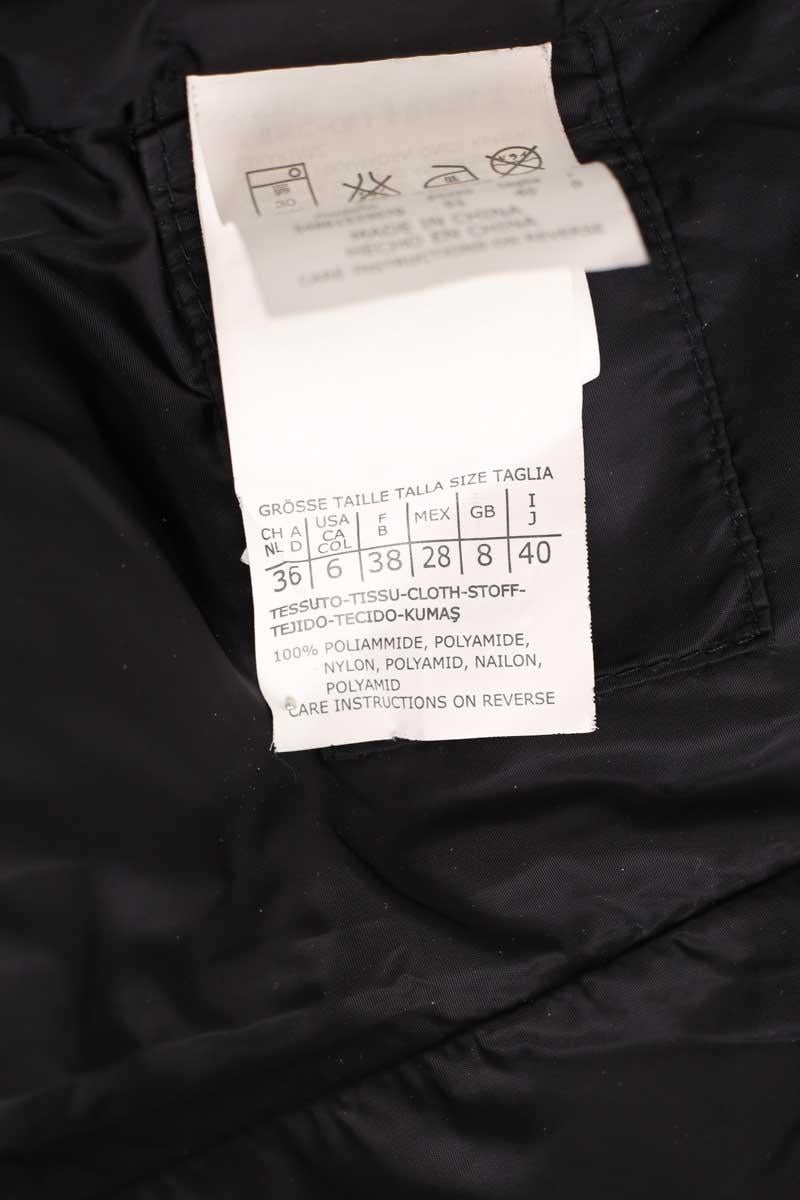 30
MADE IN CHINA
HECHO EN CHINA
CARE INSTRUCTIONS ON REVERSE
GRÖSSE TAILLE TALLA SIZE TAGLIA
CH A USA F MEX GB I
NL D CA B J
COL
36 6 38 28 8 40
TESSUTO-TISSU-CLOTH-STOFF-
TEJIDO-TECIDO-KUMAŞ
100% POLIAMMIDE, POLYAMIDE,
NYLON, POLYAMID, NAILON,
POLYAMID
CARE INSTRUCTIONS ON REVERSE